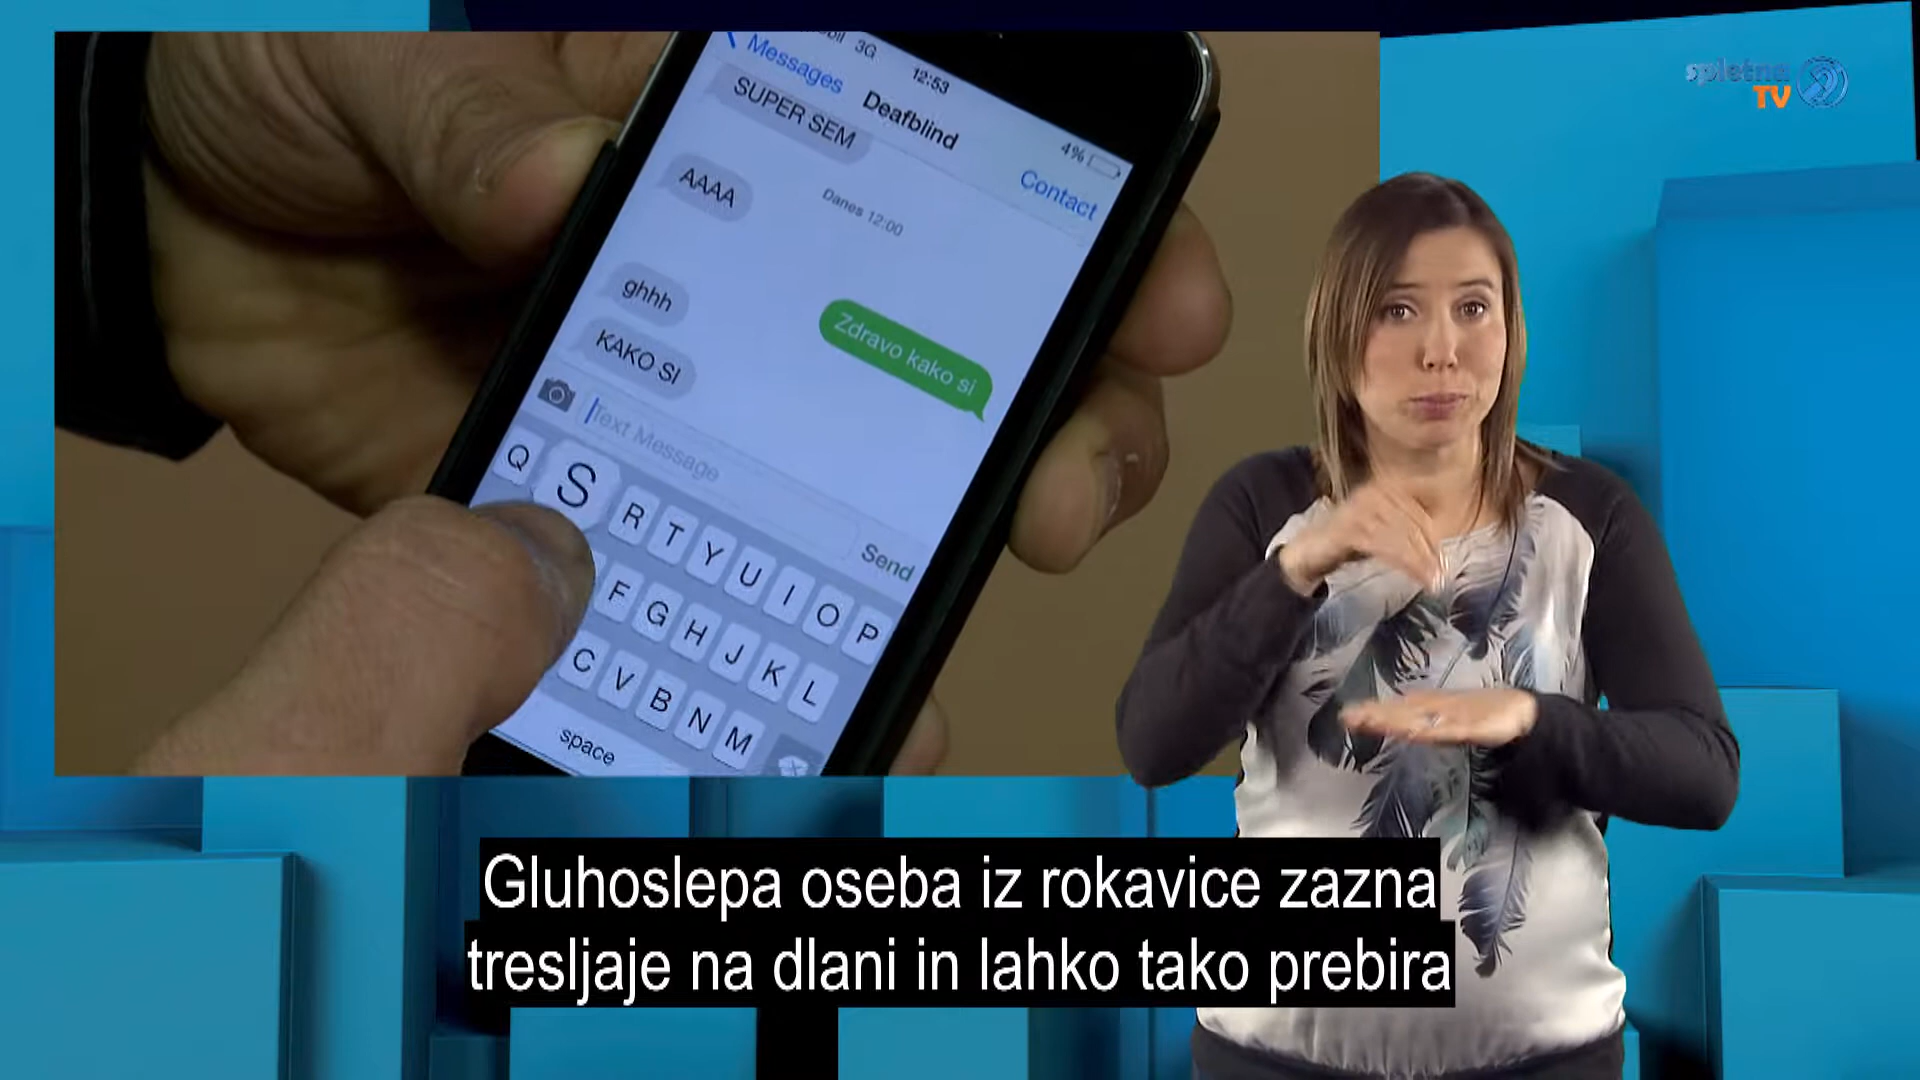 spletna
TV
3G
12:53
4%
Messages
Deafblind
Contact
SUPER SEM
AAAA
Danes 12:00
ghhh
Zdravo kako si
KAKO SI
Text Message
Send
Q S R T Y U I O P
F G H J K L
C V B N M
space
Gluhoslepa oseba iz rokavice zazna
tresljaje na dlani in lahko tako prebira